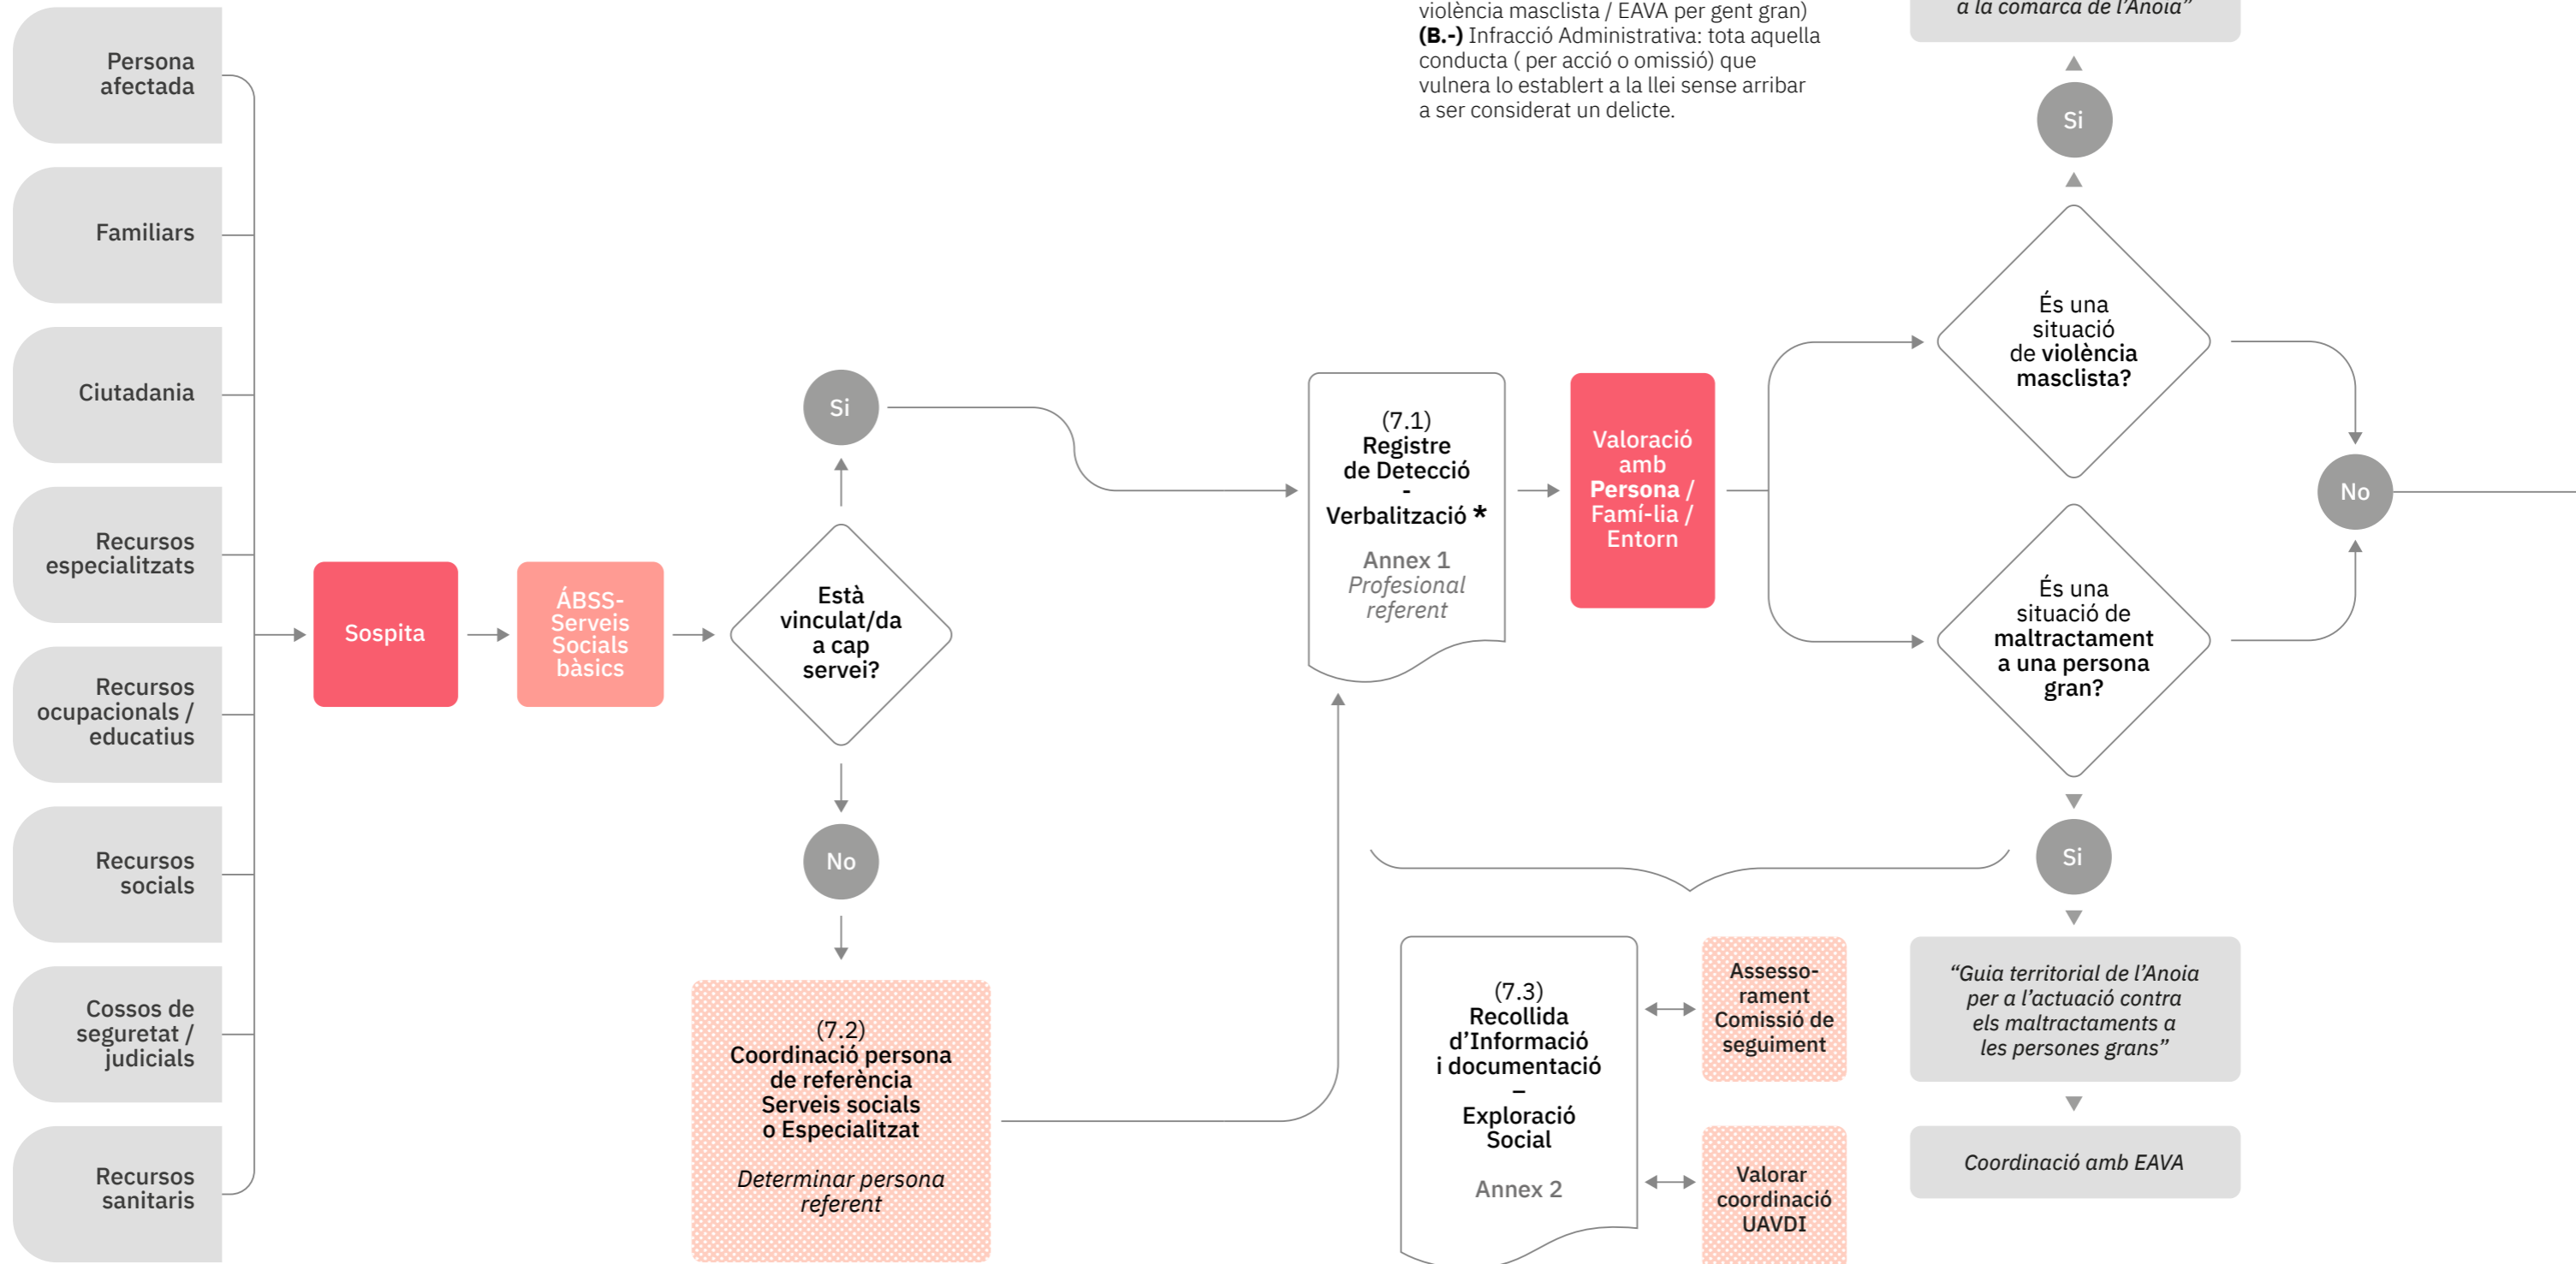 Persona
afectada
Familiars
Ciutadania
Recursos
especialitzats
Recursos
ocupacionals /
educatius
Recursos
socials
Cossos de
seguretat /
judicials
Recursos
sanitaris
Sospita
ÁBSS-
Serveis
Socials
bàsics
Està
vinculat/da
a cap
servei?
Si
No
(7.2)
Coordinació persona
de referència
Serveis socials
o Especialitzat
Determinar persona
referent
violència masclista / EAVA per gent gran)
(B.-) Infracció Administrativa: tota aquella
conducta ( per acció o omissió) que
vulnera lo establert a la llei sense arribar
a ser considerat un delicte.
(7.1)
Registre
de Detecció
-
Verbalització *
Annex 1
Profesional
referent
Valoració
amb
Persona /
Famí-lia /
Entorn
a la comarca de l'Anoia”
Si
És una
situació
de violència
masclista?
No
És una
situació de
maltractament
a una persona
gran?
Si
(7.3)
Recollida
d'Informació
i documentació
–
Exploració
Social
Annex 2
Assesso-
rament
Comissió de
seguiment
Valorar
coordinació
UAVDI
“Guia territorial de l'Anoia
per a l'actuació contra
els maltractaments a
les persones grans”
Coordinació amb EAVA